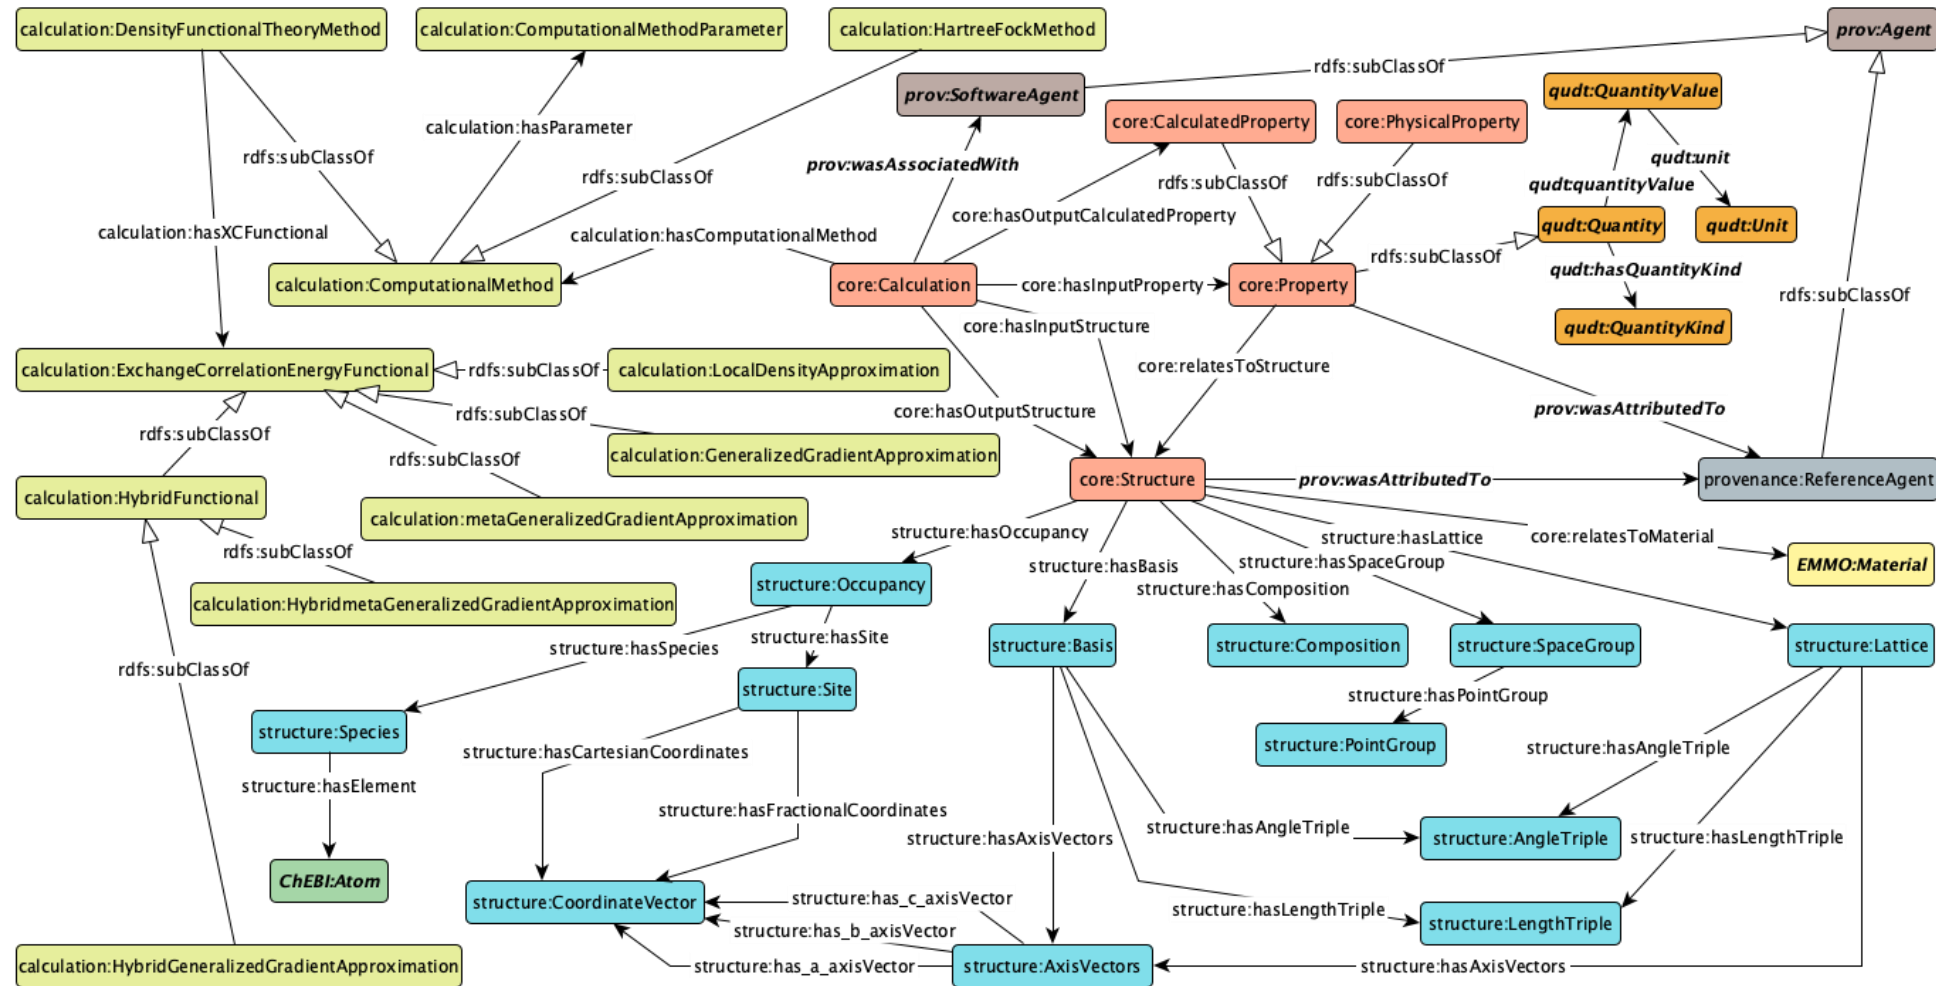 calculation:DensityFunctionalTheoryMethod
calculation:ComputationalMethodParameter
calculation:HartreeFockMethod
prov:Agent
rdfs:subClassOf
prov:SoftwareAgent
qudt:QuantityValue
core:CalculatedProperty
core:PhysicalProperty
calculation:hasParameter
rdfs:subClassOf
qudt:unit
prov:wasAssociatedWith
rdfs:subClassOf
rdfs:subClassOf
rdfs:subClassOf
qudt:quantityValue
core:hasOutputCalculatedProperty
qudt:Quantity
qudt:Unit
calculation:hasXCFunctional
calculation:hasComputationalMethod
rdfs:subClassOf
qudt:hasQuantityKind
calculation:ComputationalMethod
core:Calculation
core:hasInputProperty
core:Property
rdfs:subClassOf
core:hasInputStructure
qudt:QuantityKind
calculation:ExchangeCorrelationEnergyFunctional
rdfs:subClassOf
calculation:LocalDensityApproximation
core:relatesToStructure
rdfs:subClassOf
core:hasOutputStructure
prov:wasAttributedTo
rdfs:subClassOf
calculation:GeneralizedGradientApproximation
rdfs:subClassOf
core:Structure
prov:wasAttributedTo
provenance:ReferenceAgent
calculation:HybridFunctional
calculation:metaGeneralizedGradientApproximation
structure:hasOccupancy
structure:hasLattice
core:relatesToMaterial
rdfs:subClassOf
structure:hasBasis
structure:hasSpaceGroup
EMMO:Material
structure:Occupancy
structure:hasComposition
calculation:HybridmetaGeneralizedGradientApproximation
structure:hasSpecies
structure:hasSite
structure:Basis
structure:Composition
structure:SpaceGroup
structure:Lattice
rdfs:subClassOf
structure:Site
structure:hasPointGroup
structure:Species
structure:hasCartesianCoordinates
structure:PointGroup
structure:hasAngleTriple
structure:hasElement
structure:hasFractionalCoordinates
structure:hasAngleTriple
structure:hasAxisVectors
structure:AngleTriple
structure:hasLengthTriple
ChEBI:Atom
structure:CoordinateVector
structure:has_c_axisVector
structure:hasLengthTriple
structure:LengthTriple
structure:has_b_axisVector
calculation:HybridGeneralizedGradientApproximation
structure:has_a_axisVector
structure:AxisVectors
structure:hasAxisVectors